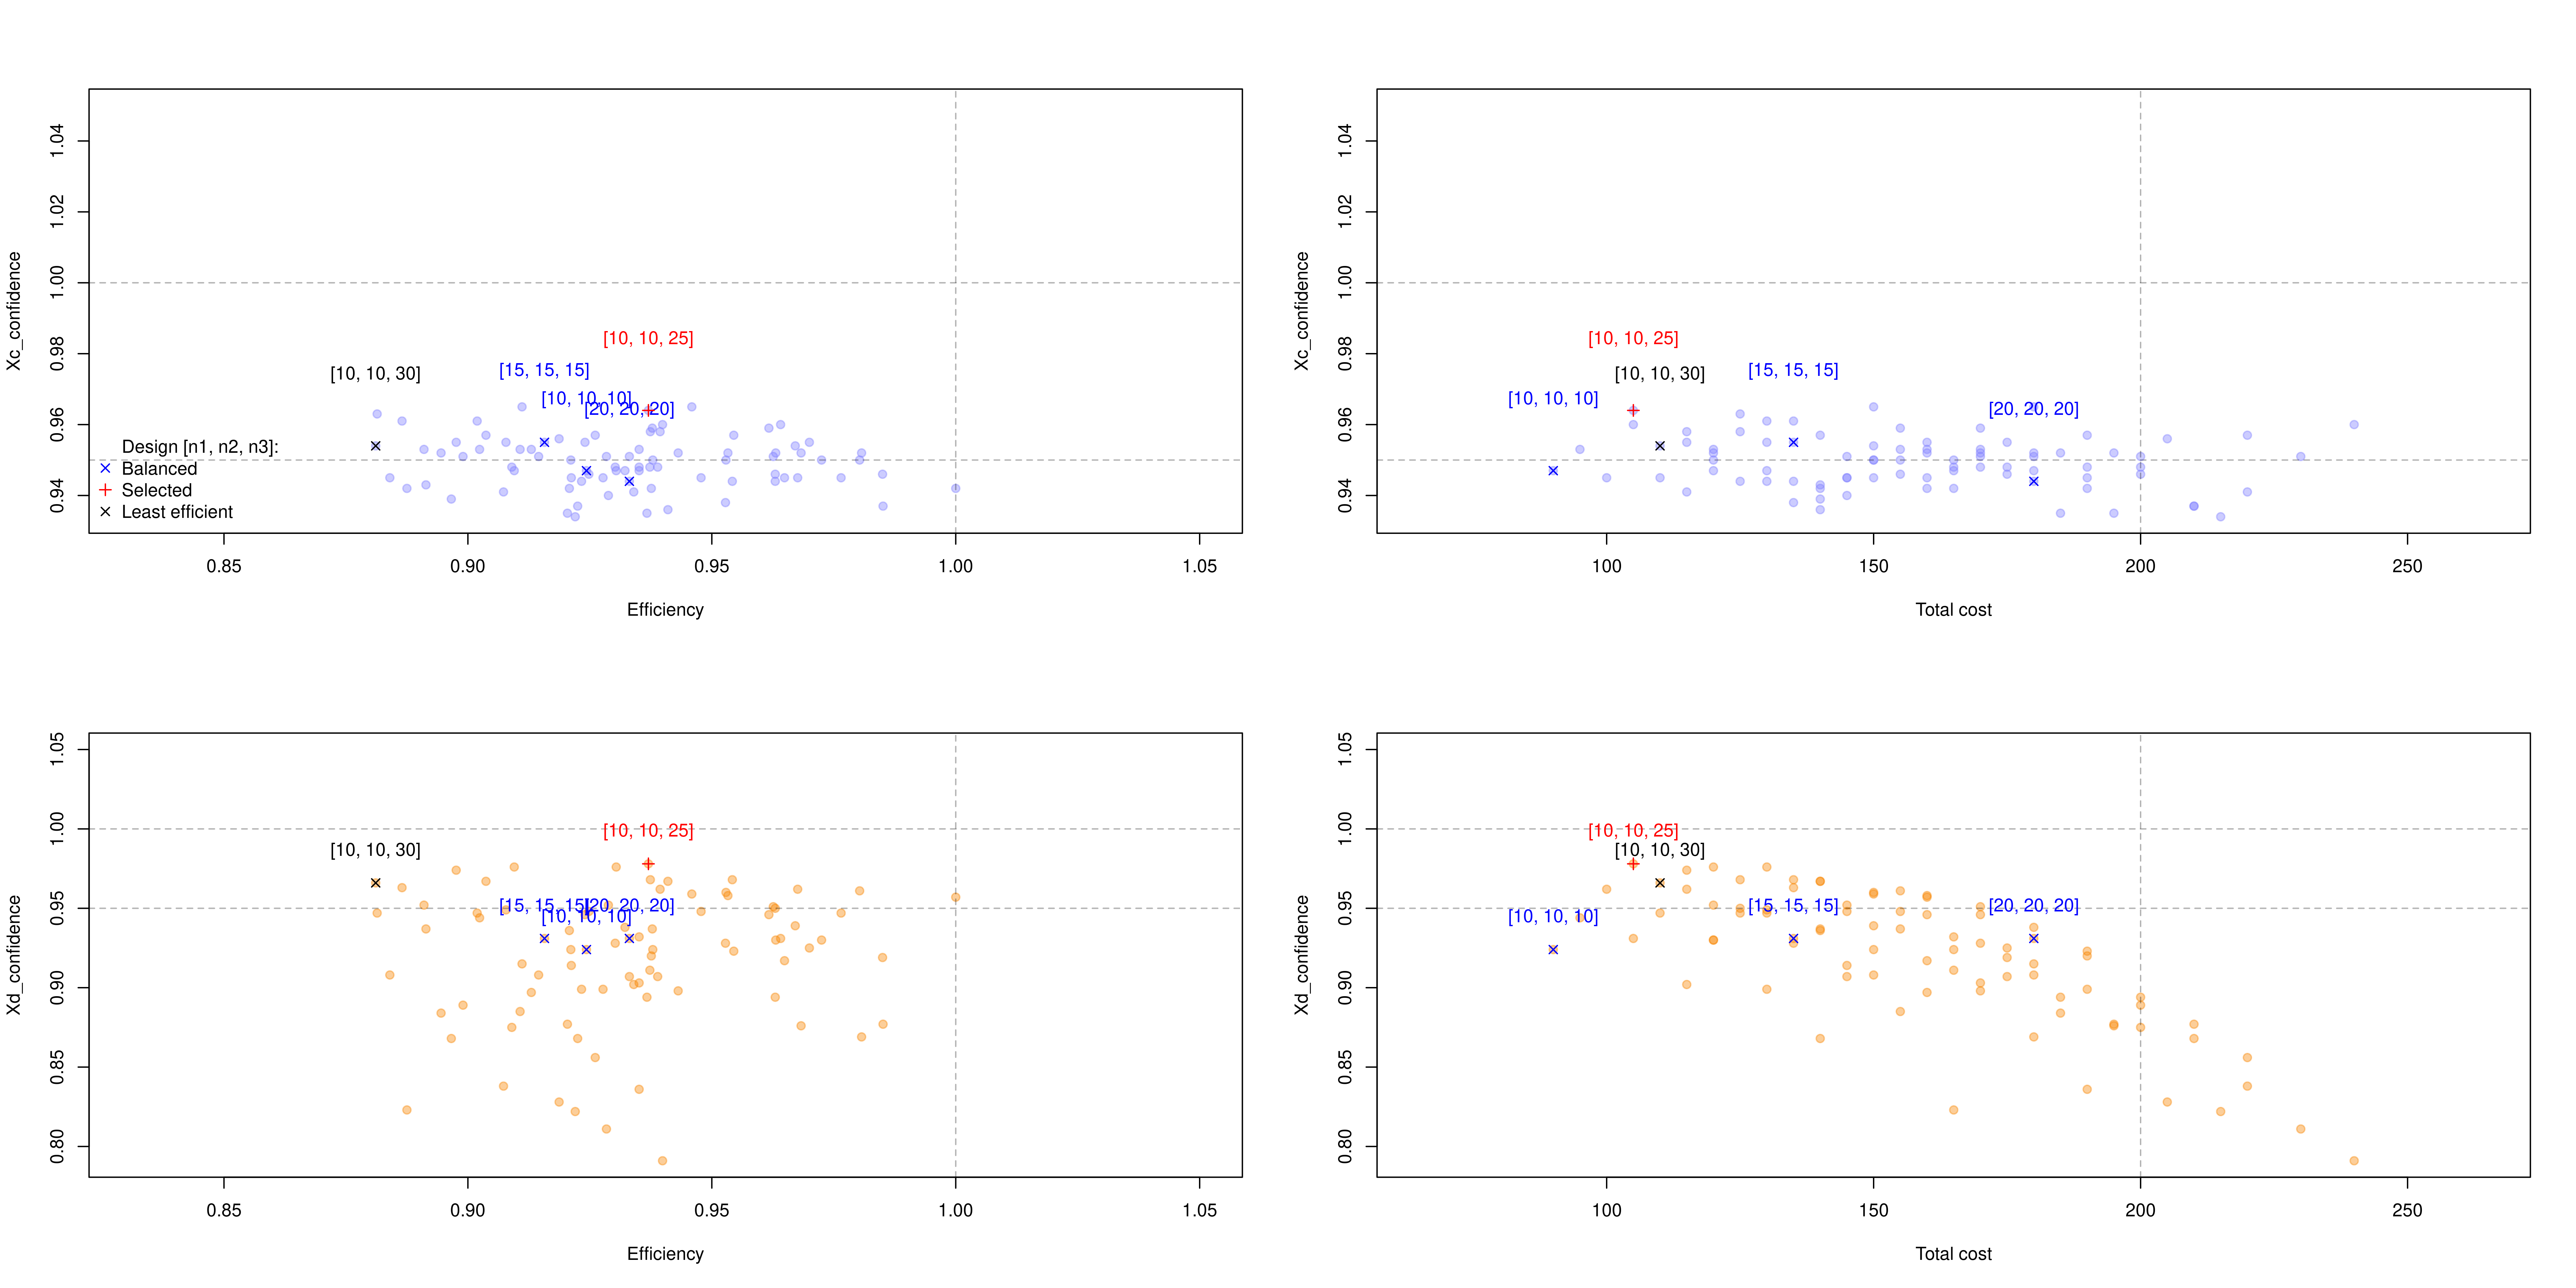 Xc_confidence
1.04
1.02
1.00
0.98
0.96
0.94
[10, 10, 25]
[10, 10, 30]
[15, 15, 15]
[10, 10, 10]
[20, 20, 20]
Design [n1, n2, n3]:
Balanced
Selected
Least efficient
0.85 0.90 0.95 1.00 1.05
Efficiency
Xc_confidence
1.04
1.02
1.00
0.98
0.96
0.94
[10, 10, 25]
[10, 10, 30]
[15, 15, 15]
[10, 10, 10]
[20, 20, 20]
100 150 200 250
Total cost
Xd_confidence
1.05
1.00
0.95
0.90
0.85
0.80
[10, 10, 25]
[10, 10, 30]
[15, 15, 15]
[20, 20, 20]
[10, 10, 10]
0.85 0.90 0.95 1.00 1.05
Efficiency
Xd_confidence
1.05
1.00
0.95
0.90
0.85
0.80
[10, 10, 25]
[10, 10, 30]
[15, 15, 15]
[20, 20, 20]
[10, 10, 10]
100 150 200 250
Total cost